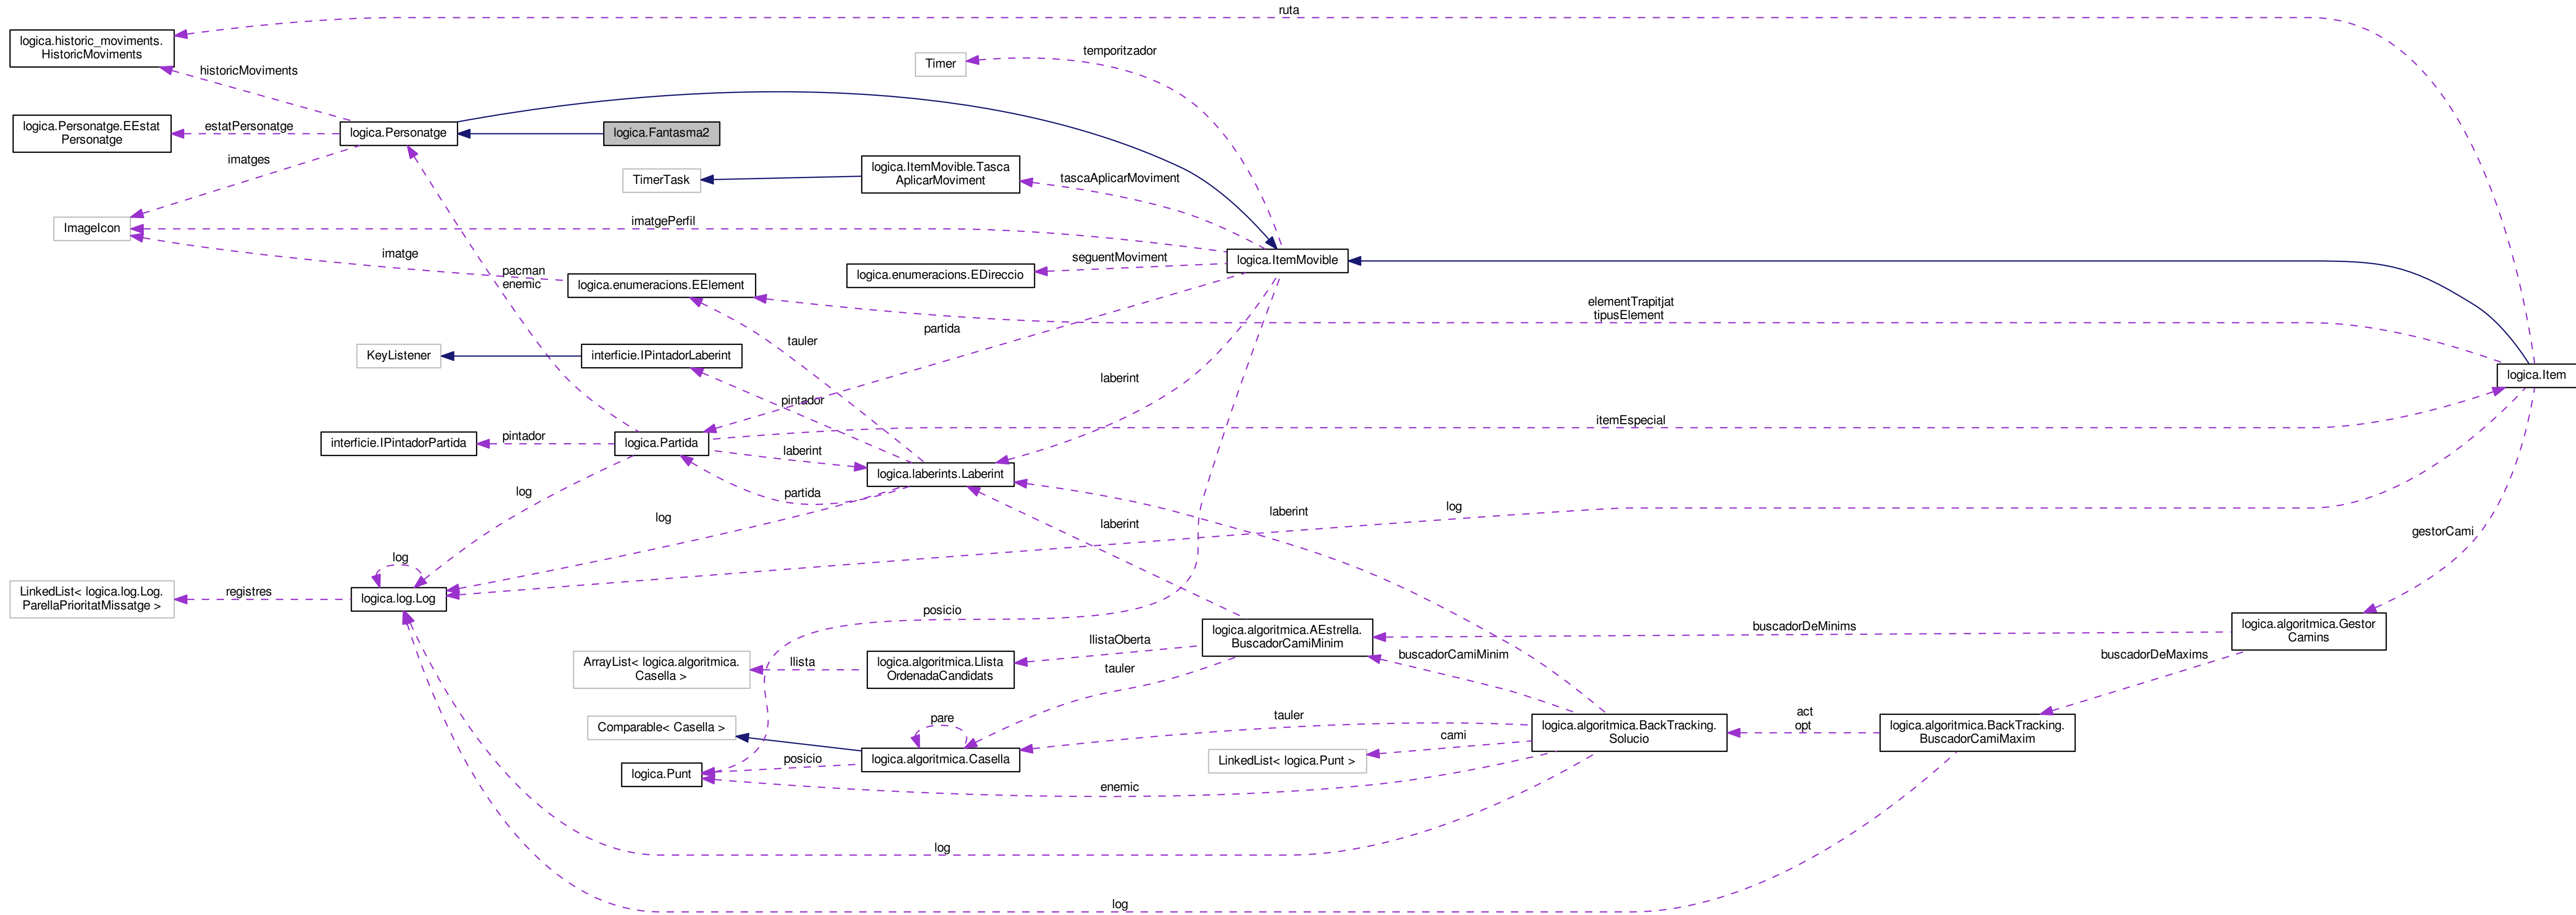 ruta
logica.historic_moviments.
HistoricMoviments
temporitzador
Timer
historicMoviments
logica.Personatge.EEstat
Personatge
estatPersonatge
logica.Personatge
logica.Fantasma2
imatges
TimerTask
logica.ItemMovible.Tasca
AplicarMoviment
tascaAplicarMoviment
ImageIcon
imatgePerfil
imatge
pacman
enemic
logica.enumeracions.EElement
logica.enumeracions.EDireccio
seguentMoviment
logica.ItemMovible
elementTrapitjat
tipusElement
partida
tauler
KeyListener
interficie.IPintadorLaberint
laberint
logica.Item
pintador
itemEspecial
interficie.IPintadorPartida
pintador
logica.Partida
laberint
logica.laberints.Laberint
partida
log
log
log
laberint
laberint
gestorCami
log
LinkedList< logica.log.Log.
ParellaPrioritatMissatge >
registres
logica.log.Log
posicio
logica.algoritmica.AEstrella.
BuscadorCamiMinim
buscadorDeMinims
logica.algoritmica.Gestor
Camins
llistaOberta
buscadorCamiMinim
buscadorDeMaxims
ArrayList< logica.algoritmica.
Casella >
llista
logica.algoritmica.Llista
OrdenadaCandidats
tauler
Comparable< Casella >
pare
tauler
logica.algoritmica.BackTracking.
Solucio
act
opt
logica.algoritmica.BackTracking.
BuscadorCamiMaxim
cami
LinkedList< logica.Punt >
logica.algoritmica.Casella
posicio
logica.Punt
enemic
log
log